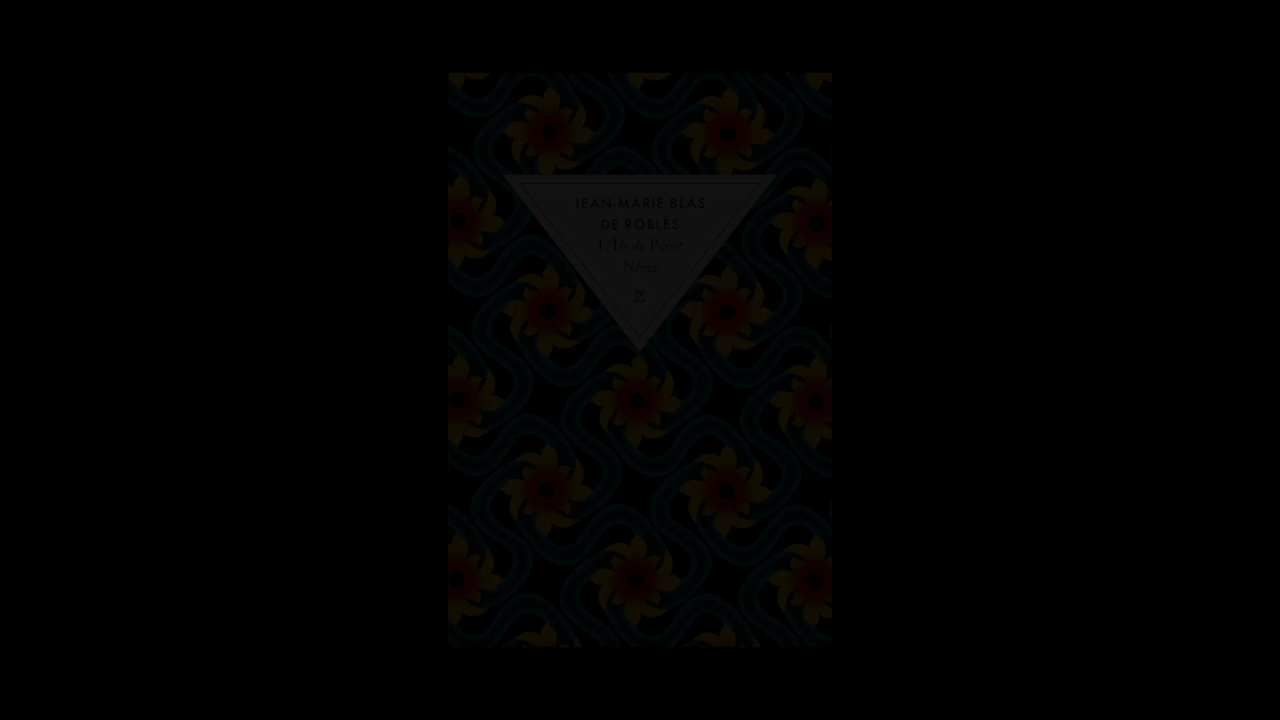 JEAN-MARIE BLAS
DE ROBLÈS
L'Île du Point
Némo
Z